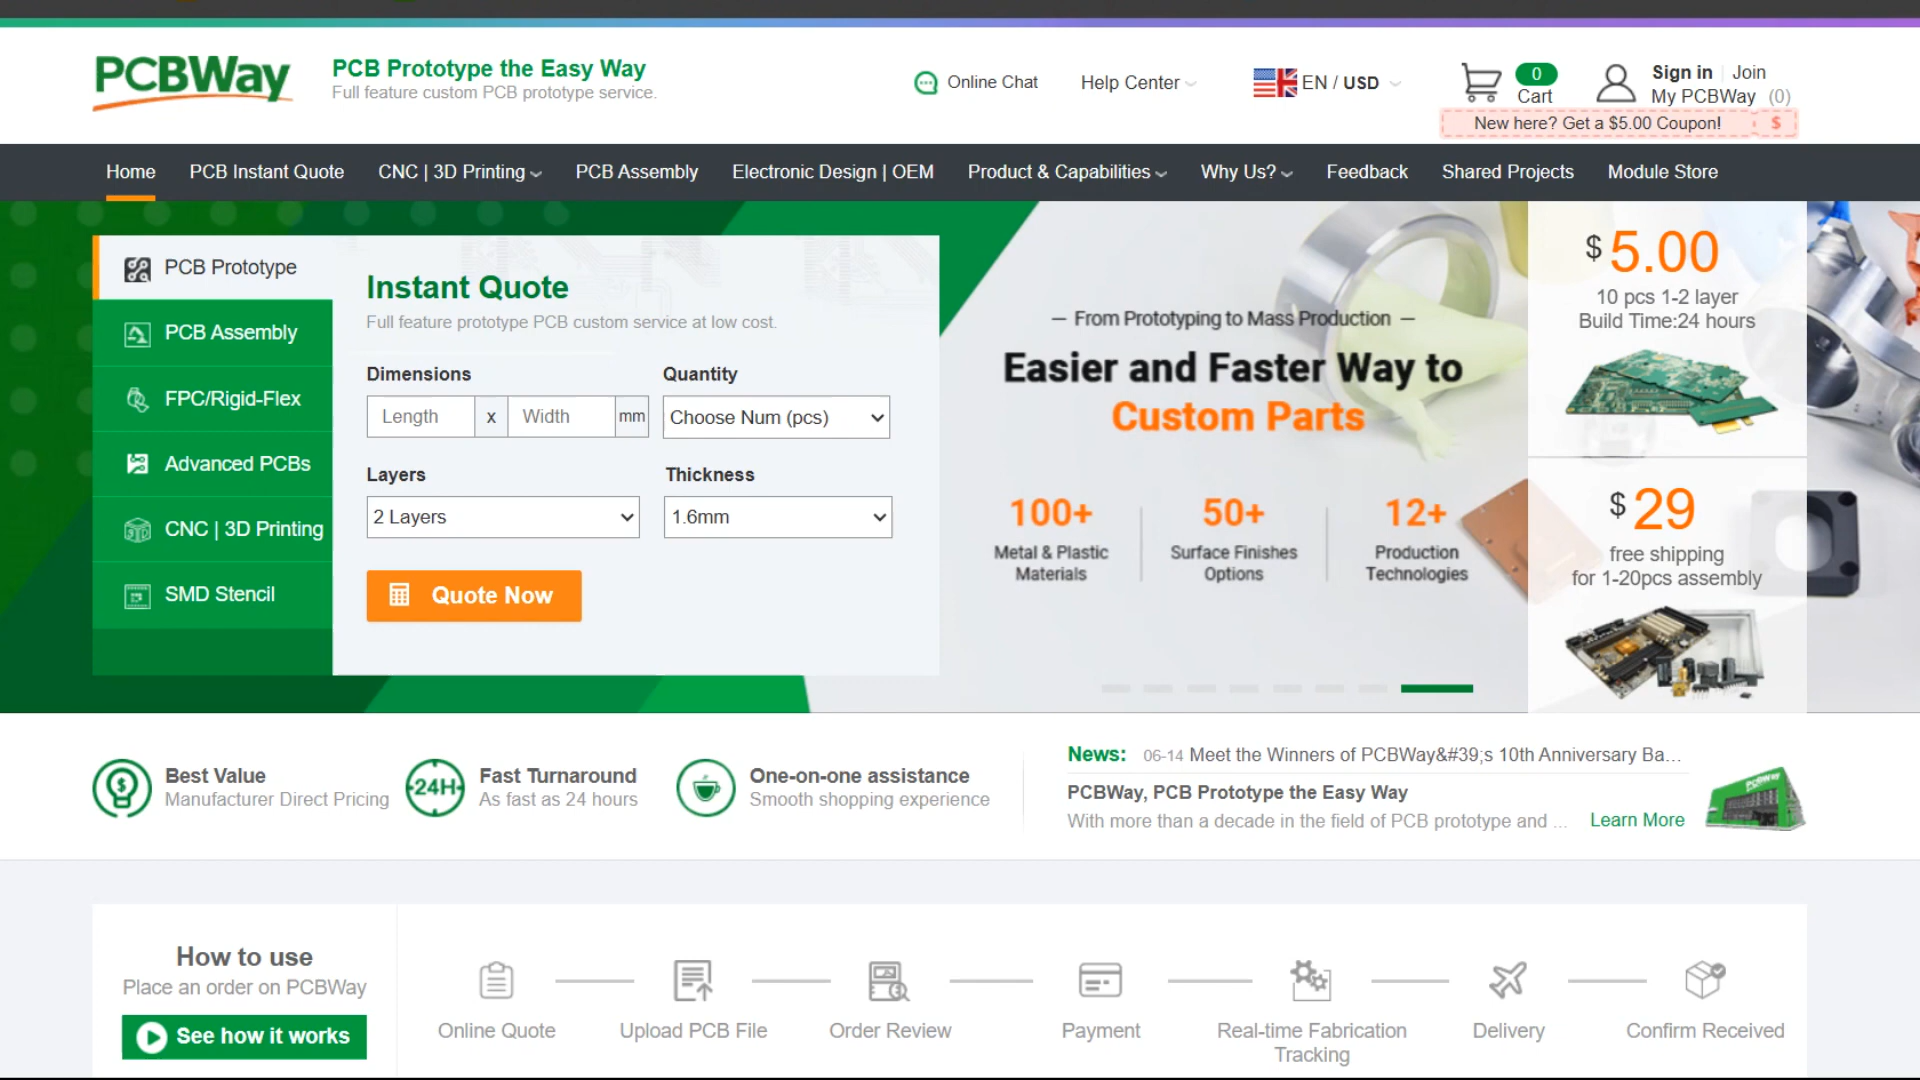 PCBWay
PCB Prototype the Easy Way
Full feature custom PCB prototype service.
Online Chat
Help Center
EN / USD
0
Cart
Sign in | Join
My PCBWay (0)
New here? Get a $5.00 Coupon! $
Home PCB Instant Quote CNC | 3D Printing PCB Assembly Electronic Design | OEM Product & Capabilities Why Us? Feedback Shared Projects Module Store
PCB Prototype
PCB Assembly
FPC/Rigid-Flex
Advanced PCBs
CNC | 3D Printing
SMD Stencil
Instant Quote
Full feature prototype PCB custom service at low cost.
Dimensions Quantity
Length x Width mm Choose Num (pcs)
Layers Thickness
2 Layers 1.6mm
Quote Now
— From Prototyping to Mass Production —
Easier and Faster Way to
Custom Parts
100+ 50+ 12+
Metal & Plastic Surface Finishes Production
Materials Options Technologies
$ 5.00
10 pcs 1-2 layer
Build Time:24 hours
$ 29
free shipping
for 1-20pcs assembly
Best Value
Manufacturer Direct Pricing
24H
Fast Turnaround
As fast as 24 hours
One-on-one assistance
Smooth shopping experience
News: 06-14 Meet the Winners of PCBWay&#39;s 10th Anniversary Ba...
PCBWay, PCB Prototype the Easy Way
With more than a decade in the field of PCB prototype and ... Learn More
PCBWay
How to use
Place an order on PCBWay
See how it works
Online Quote
Upload PCB File
Order Review
Payment
Real-time Fabrication
Tracking
Delivery
Confirm Received